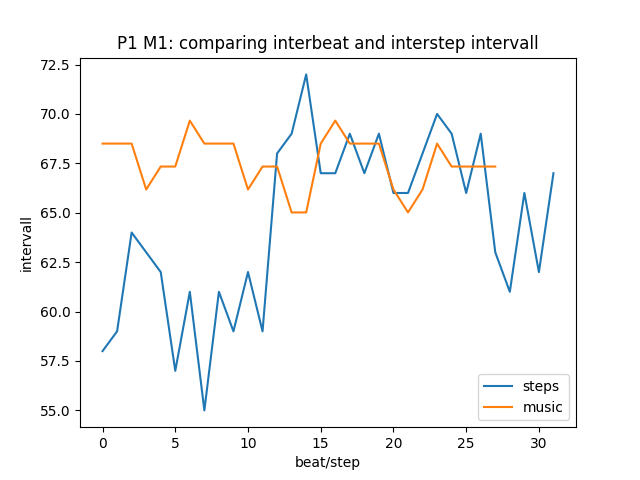 P1 M1: comparing interbeat and interstep intervall
72.5
70.0
67.5
65.0
62.5
60.0
57.5
55.0
intervall
0 5 10 15 20 25 30
beat/step
steps
music